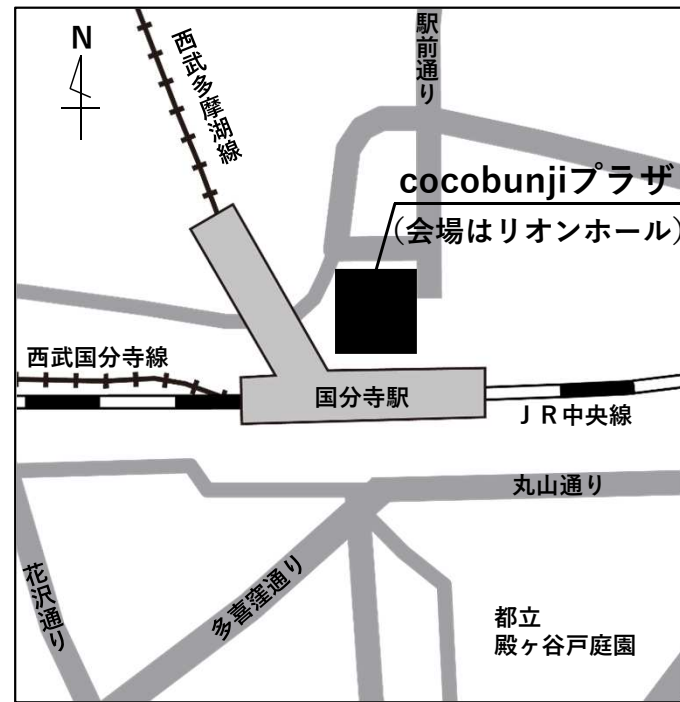 N
西武多摩湖線
駅前通り
cocobunjiプラザ
(会場はリオンホール)
西武国分寺線
国分寺駅
ＪＲ中央線
丸山通り
花沢通り
多喜窪通り
都立
殿ヶ谷戸庭園